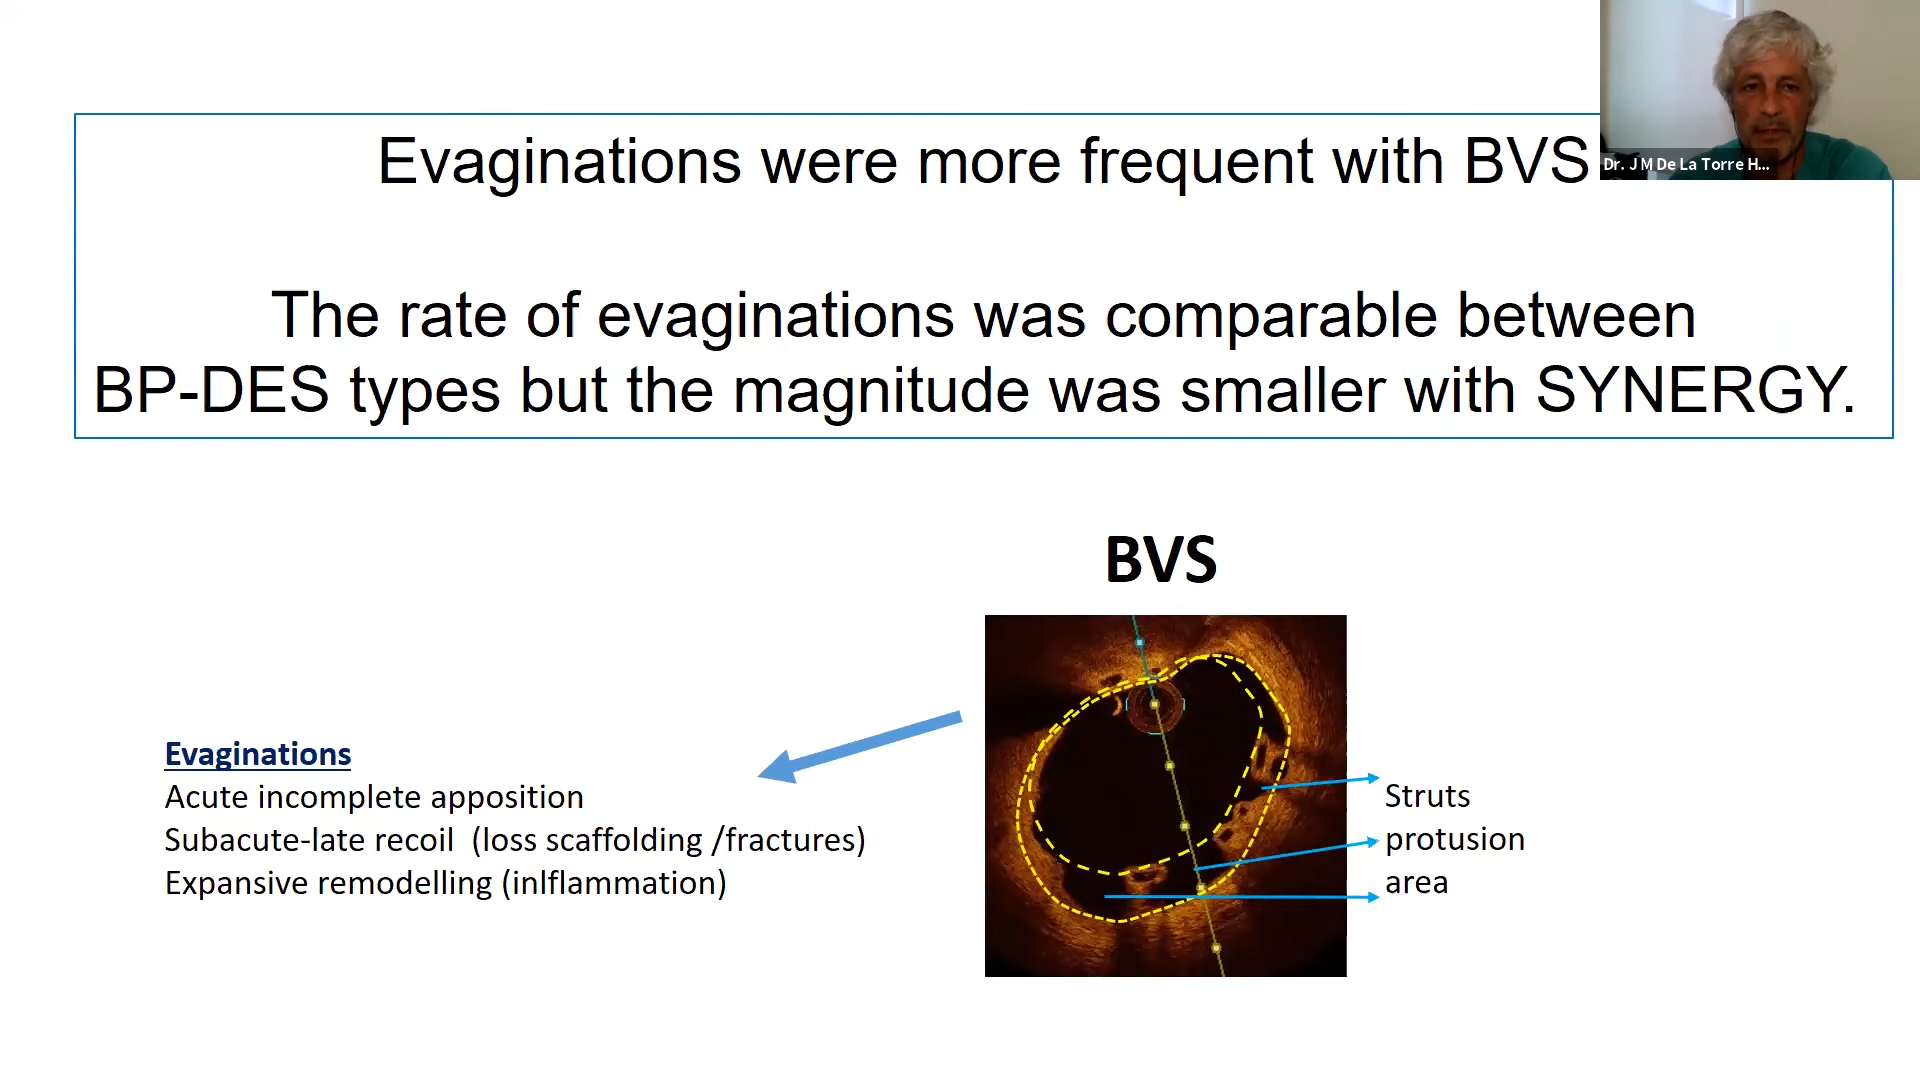 Evaginations were more frequent with BVS
Dr. J M De La Torre H...
The rate of evaginations was comparable between
BP-DES types but the magnitude was smaller with SYNERGY.
BVS
Evaginations
Acute incomplete apposition
Subacute-late recoil (loss scaffolding /fractures)
Expansive remodelling (inlflammation)
Struts
protusion
area